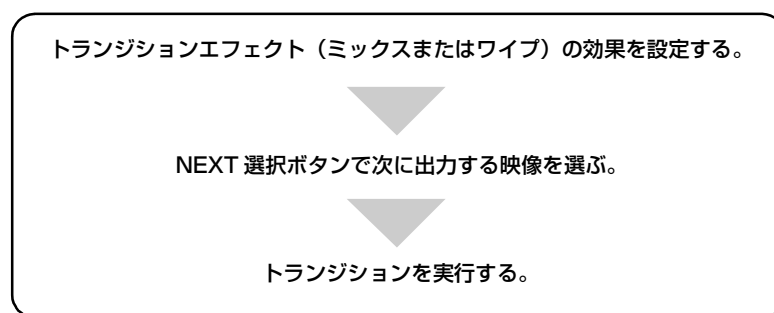 トランジションエフェクト（ミックスまたはワイプ）の効果を設定する。
NEXT 選択ボタンで次に出力する映像を選ぶ。
トランジションを実行する。